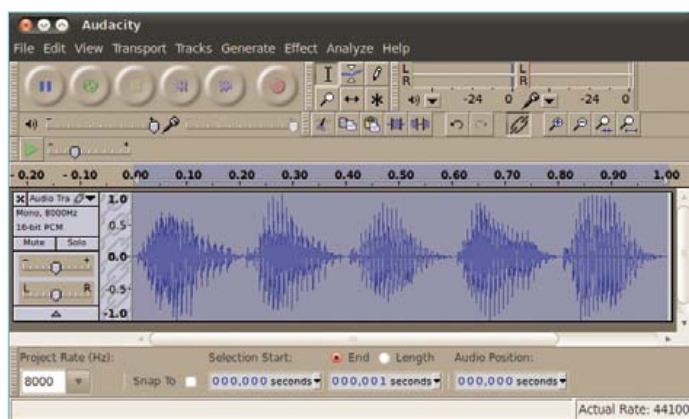 Audacity
File Edit View Transport Tracks Generate Effect Analyze Help
L
R
-24 0
L
R
-24 0
- 0.20 - 0.10 0.00 0.10 0.20 0.30 0.40 0.50 0.60 0.70 0.80 0.90 1.00
X Audio Tra
Mono, 8000Hz
16-bit PCM
Mute Solo
- +
L R
1.0
0.5
0.0
-0.5
-1.0
Project Rate (Hz): Selection Start: End Length Audio Position:
8000 Snap To 000,000 seconds 000,001 seconds 000,000 seconds
Actual Rate: 44100